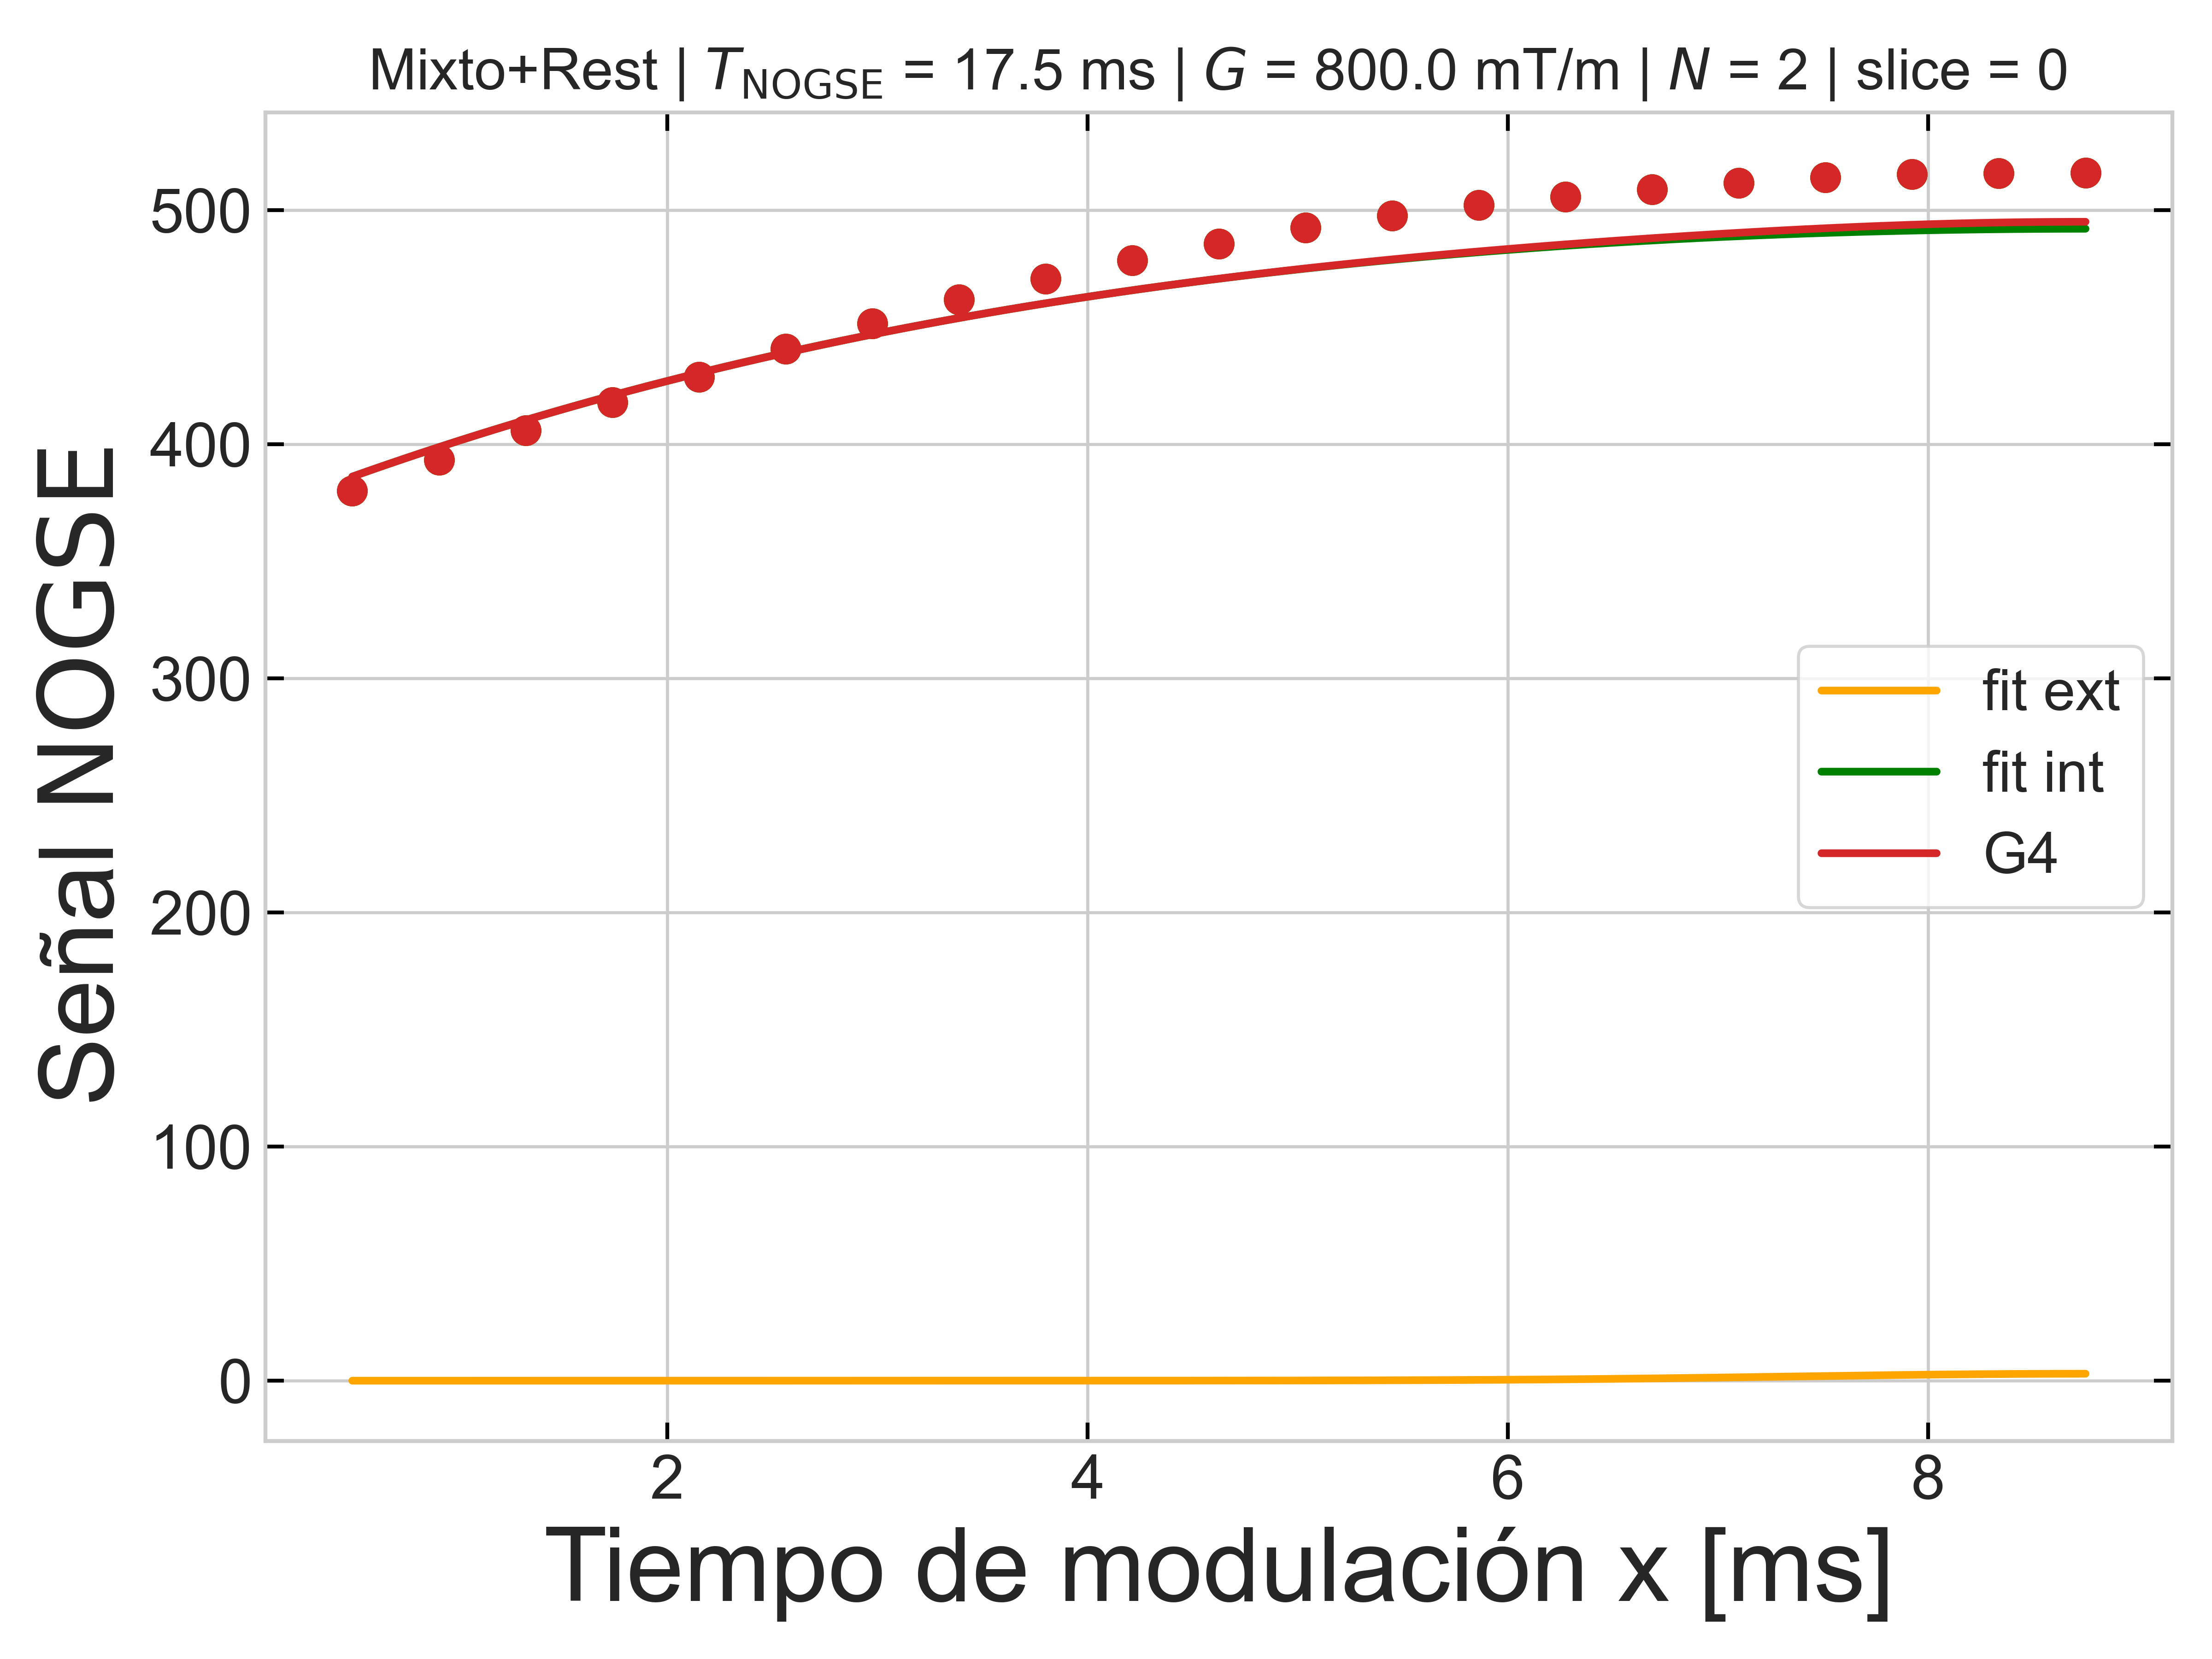 Mixto+Rest | T_NOGSE = 17.5 ms | G = 800.0 mT/m | N = 2 | slice = 0
Señal NOGSE
500
400
300
200
100
0
fit ext
fit int
G4
2 4 6 8
Tiempo de modulación x [ms]